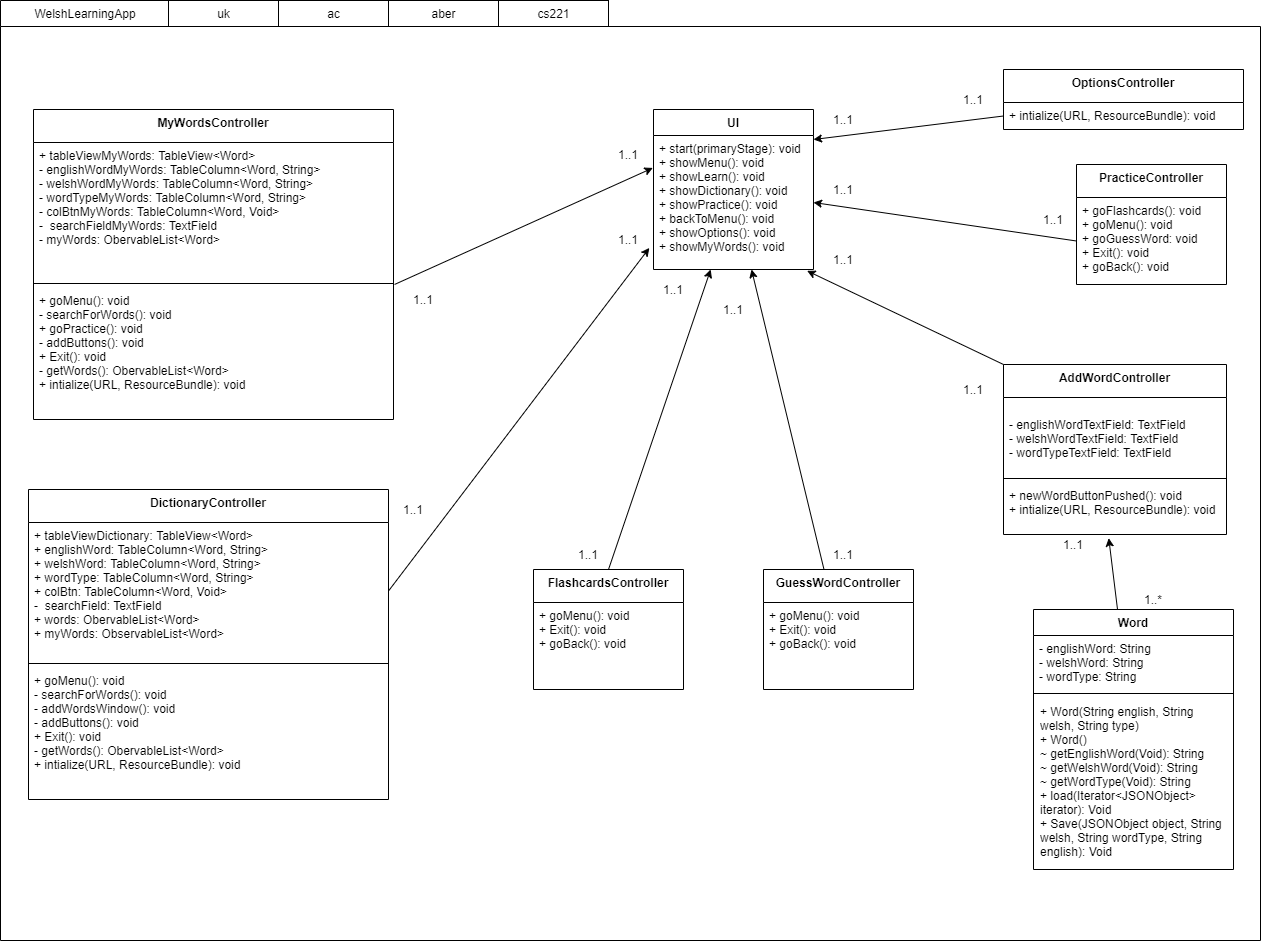 WelshLearningApp
uk
ac
aber
cs221
MyWordsController
+ tableViewMyWords: TableView<Word>
- englishWordMyWords: TableColumn<Word, String>
- welshWordMyWords: TableColumn<Word, String>
- wordTypeMyWords: TableColumn<Word, String>
- colBtnMyWords: TableColumn<Word, Void>
- searchFieldMyWords: TextField
- myWords: ObervableList<Word>
+ goMenu(): void
- searchForWords(): void
+ goPractice(): void
- addButtons(): void
+ Exit(): void
- getWords(): ObervableList<Word>
+ intialize(URL, ResourceBundle): void
1..1
1..1
UI
+ start(primaryStage): void
+ showMenu(): void
+ showLearn(): void
+ showDictionary(): void
+ showPractice(): void
+ backToMenu(): void
+ showOptions(): void
+ showMyWords(): void
1..1
1..1
OptionsController
+ intialize(URL, ResourceBundle): void
1..1
1..1
PracticeController
+ goFlashcards(): void
+ goMenu(): void
+ goGuessWord: void
+ Exit(): void
+ goBack(): void
1..1
1..1
AddWordController
- englishWordTextField: TextField
- welshWordTextField: TextField
- wordTypeTextField: TextField
+ newWordButtonPushed(): void
+ intialize(URL, ResourceBundle): void
1..1
1..1
DictionaryController
+ tableViewDictionary: TableView<Word>
+ englishWord: TableColumn<Word, String>
+ welshWord: TableColumn<Word, String>
+ wordType: TableColumn<Word, String>
+ colBtn: TableColumn<Word, Void>
- searchField: TextField
+ words: ObervableList<Word>
+ myWords: ObservableList<Word>
+ goMenu(): void
- searchForWords(): void
- addWordsWindow(): void
- addButtons(): void
+ Exit(): void
- getWords(): ObervableList<Word>
+ intialize(URL, ResourceBundle): void
1..1
1..1
FlashcardsController
+ goMenu(): void
+ Exit(): void
+ goBack(): void
1..1
1..1
GuessWordController
+ goMenu(): void
+ Exit(): void
+ goBack(): void
1..1
1..*
Word
- englishWord: String
- welshWord: String
- wordType: String
+ Word(String english, String
welsh, String type)
+ Word()
~ getEnglishWord(Void): String
~ getWelshWord(Void): String
~ getWordType(Void): String
+ load(Iterator<JSONObject>
iterator): Void
+ Save(JSONObject object, String
welsh, String wordType, String
english): Void